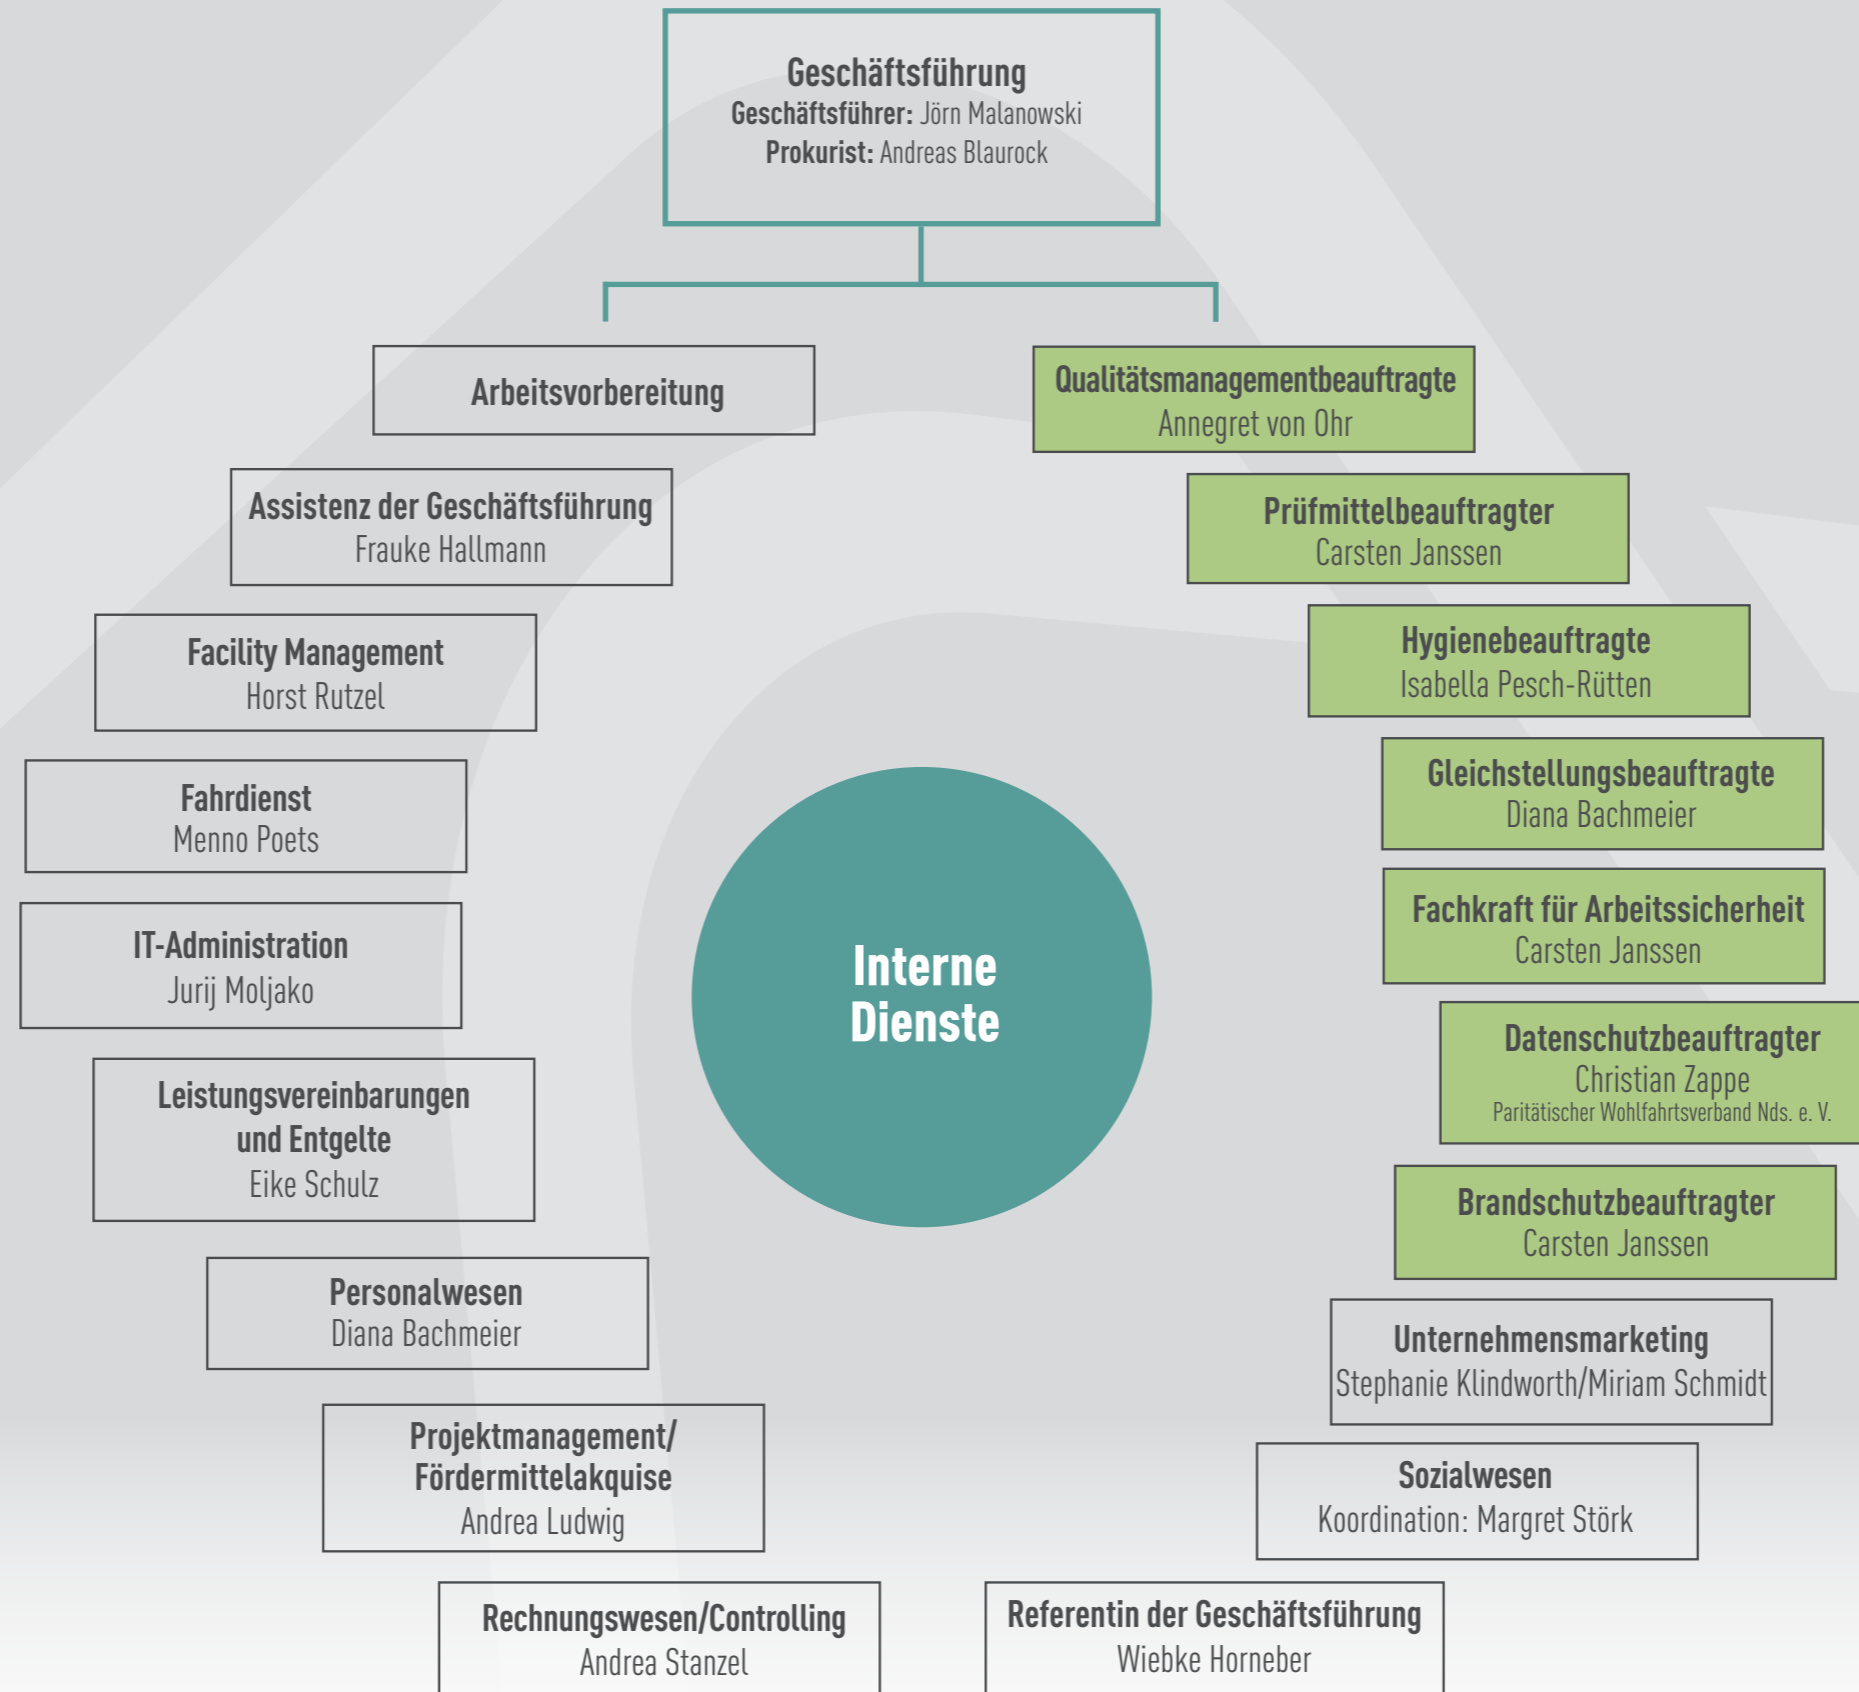 Geschäftsführung
Geschäftsführer: Jörn Malanowski
Prokurist: Andreas Blaurock
Arbeitsvorbereitung
Assistenz der Geschäftsführung
Frauke Hallmann
Facility Management
Horst Rutzel
Fahrdienst
Menno Poets
IT-Administration
Jurij Moljako
Leistungsvereinbarungen
und Entgelte
Eike Schulz
Personalwesen
Diana Bachmeier
Projektmanagement/
Fördermittelakquise
Andrea Ludwig
Rechnungswesen/Controlling
Andrea Stanzel
Interne
Dienste
Qualitätsmanagementbeauftragte
Annegret von Ohr
Prüfmittelbeauftragter
Carsten Janssen
Hygienebeauftragte
Isabella Pesch-Rütten
Gleichstellungsbeauftragte
Diana Bachmeier
Fachkraft für Arbeitssicherheit
Carsten Janssen
Datenschutzbeauftragter
Christian Zappe
Paritätischer Wohlfahrtsverband Nds. e. V.
Brandschutzbeauftragter
Carsten Janssen
Unternehmensmarketing
Stephanie Klindworth/Miriam Schmidt
Sozialwesen
Koordination: Margret Störk
Referentin der Geschäftsführung
Wiebke Horneber